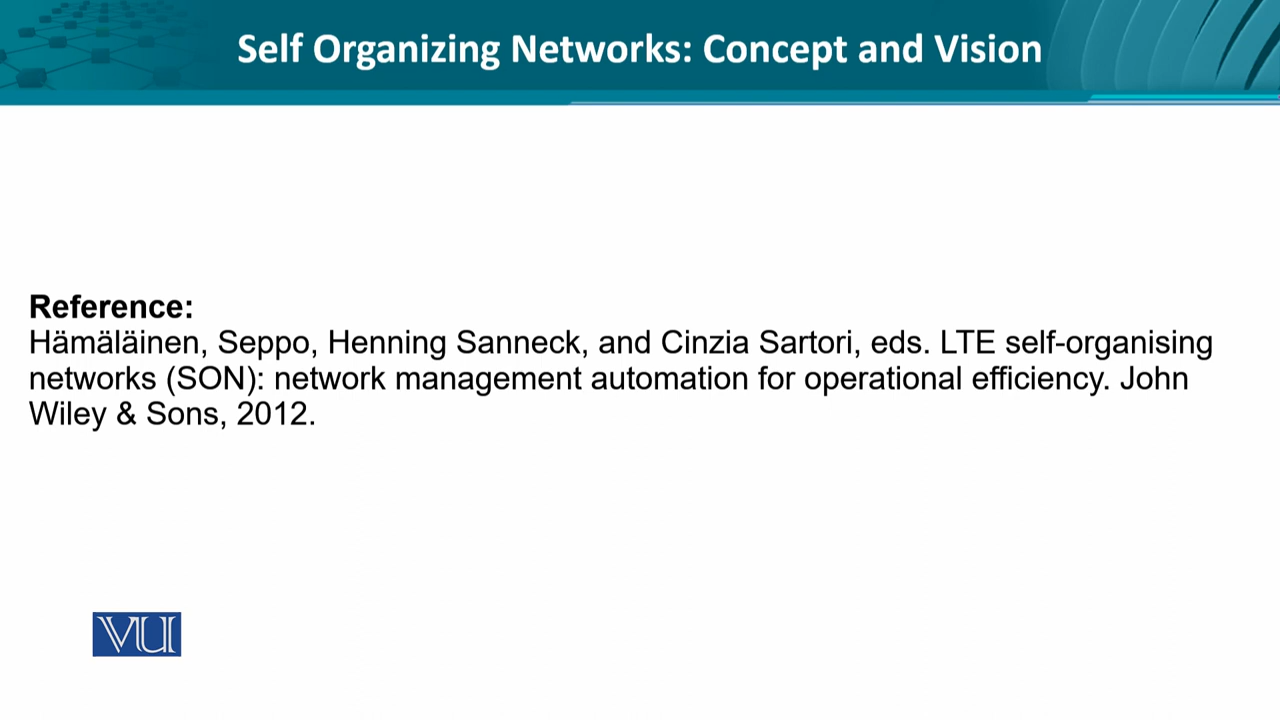 Self Organizing Networks: Concept and Vision
Reference:
Hämäläinen, Seppo, Henning Sanneck, and Cinzia Sartori, eds. LTE self-organising
networks (SON): network management automation for operational efficiency. John
Wiley & Sons, 2012.
VU